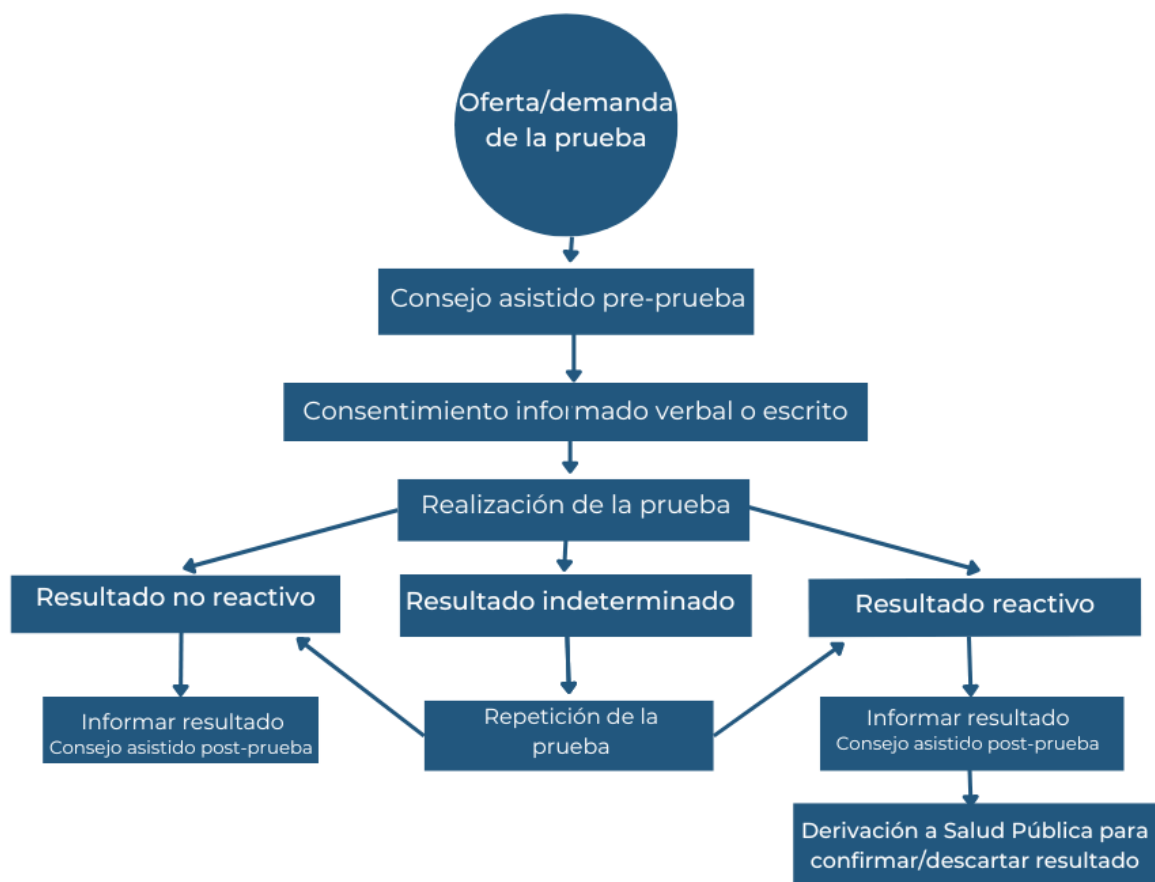 Oferta/demanda
de la prueba
Consejo asistido pre-prueba
Consentimiento informado verbal o escrito
Realización de la prueba
Resultado no reactivo
Resultado indeterminado
Resultado reactivo
Informar resultado
Consejo asistido post-prueba
Repetición de la
prueba
Informar resultado
Consejo asistido post-prueba
Derivación a Salud Pública para
confirmar/descartar resultado